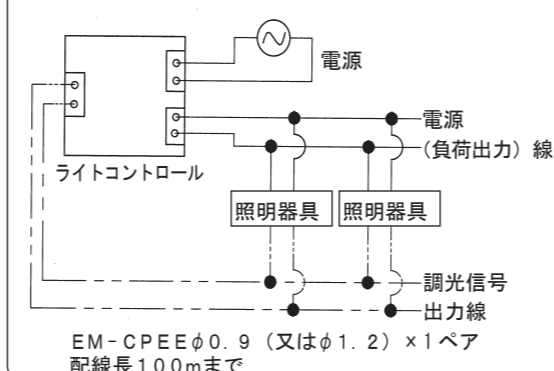 電源
電源
(負荷出力) 線
ライトコントロール
照明器具 照明器具
調光信号
出力線
EM-CPEEφ0.9 (又はφ1.2) ×1ペア
配線長100mまで